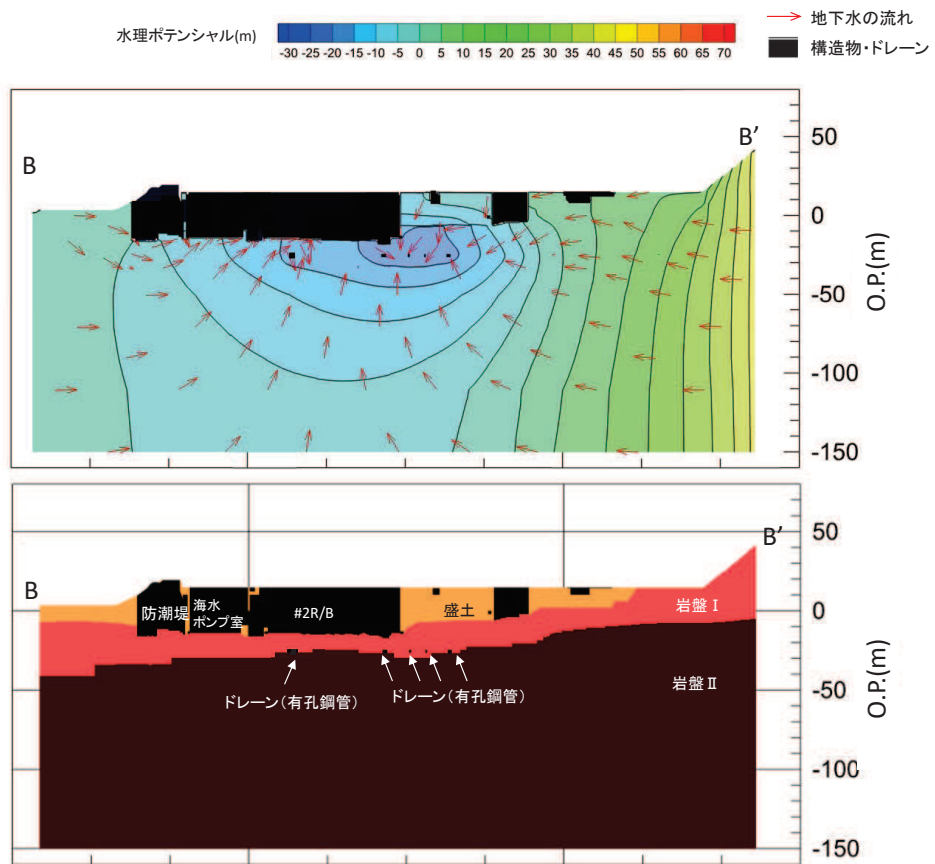 水理ポテンシャル(m)
-30 -25 -20 -15 -10 -5 0 5 10 15 20 25 30 35 40 45 50 55 60 65 70
地下水の流れ
構造物・ドレーン
B
B’
50
0
-50
-100
-150
O.P.(m)
B
B’
防潮堤
海水
ポンプ室
#2R/B
盛土
岩盤Ⅰ
岩盤Ⅱ
ドレーン(有孔鋼管)
ドレーン(有孔鋼管)
50
0
-50
-100
-150
O.P.(m)